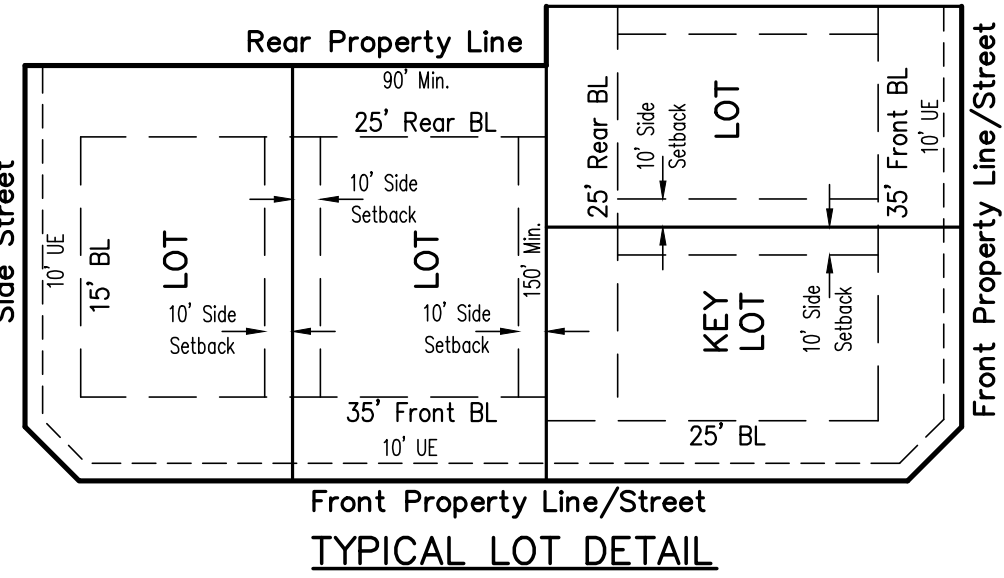 Rear Property Line
90' Min.
25' Rear BL
10' Side
Setback
LOT
10' UE
15' BL
Side Street
10' Side
Setback
LOT
10' Side
Setback
150' Min.
35' Front BL
10' UE
25' Rear BL
10' Side
Setback
LOT
35' Front BL
10' UE
Front Property Line/Street
KEY
LOT
10' Side
Setback
25' BL
Front Property Line/Street
TYPICAL LOT DETAIL